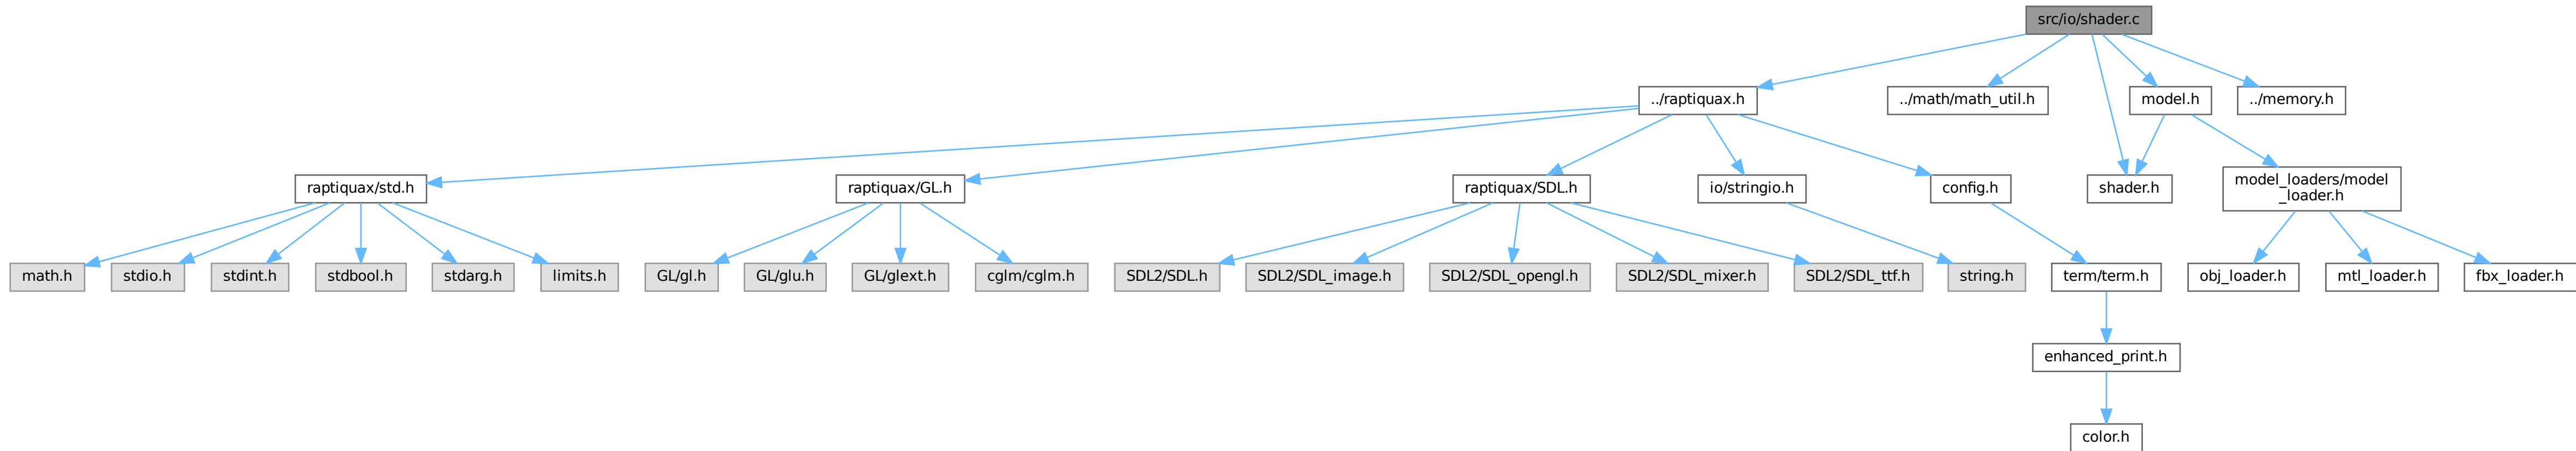 src/io/shader.c
../raptiquax.h
../math/math_util.h
model.h
../memory.h
raptiquax/std.h
raptiquax/GL.h
raptiquax/SDL.h
io/stringio.h
config.h
shader.h
model_loaders/model
_loader.h
math.h
stdio.h
stdint.h
stdbool.h
stdarg.h
limits.h
GL/gl.h
GL/glu.h
GL/glext.h
cglm/cglm.h
SDL2/SDL.h
SDL2/SDL_image.h
SDL2/SDL_opengl.h
SDL2/SDL_mixer.h
SDL2/SDL_ttf.h
string.h
term/term.h
obj_loader.h
mtl_loader.h
fbx_loader.h
enhanced_print.h
color.h